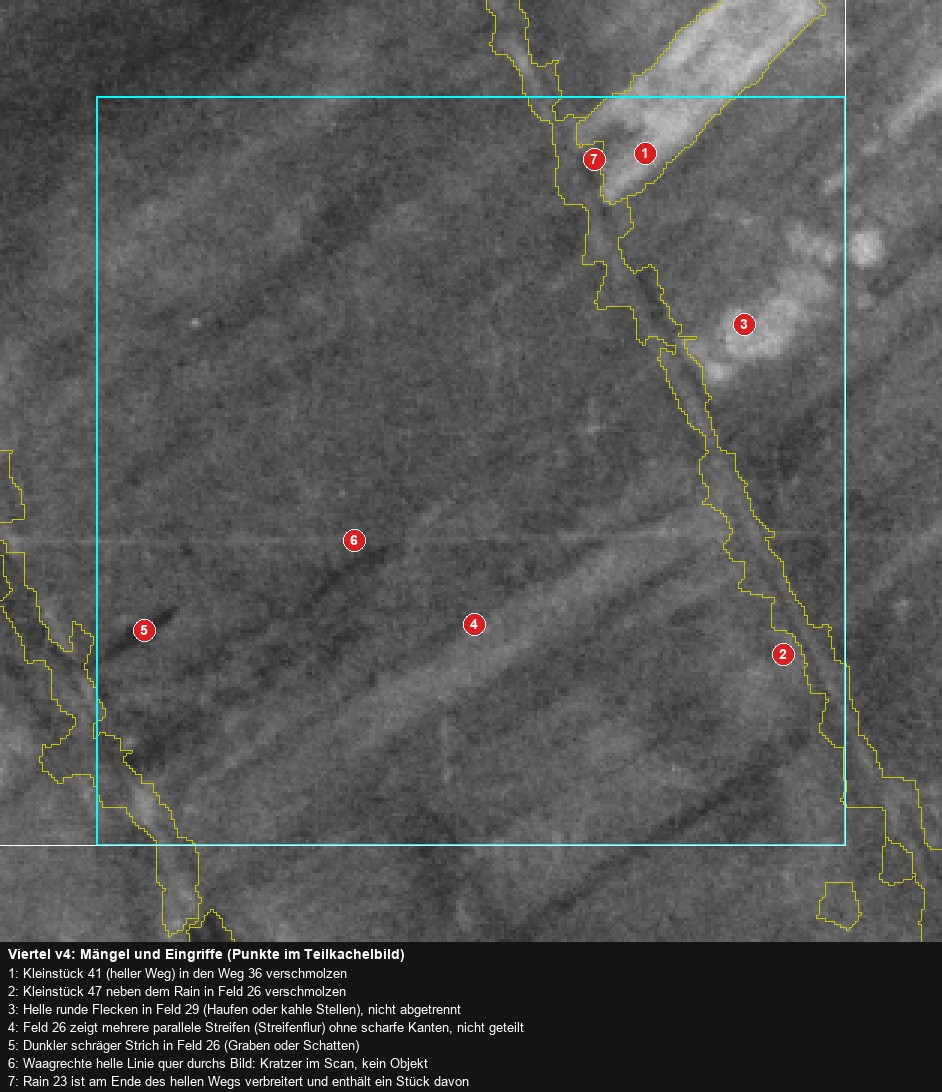 7
1
3
6
4
5
2
Viertel v4: Mängel und Eingriffe (Punkte im Teilkachelbild)
1: Kleinstück 41 (heller Weg) in den Weg 36 verschmolzen
2: Kleinstück 47 neben dem Rain in Feld 26 verschmolzen
3: Helle runde Flecken in Feld 29 (Haufen oder kahle Stellen), nicht abgetrennt
4: Feld 26 zeigt mehrere parallele Streifen (Streifenflur) ohne scharfe Kanten, nicht geteilt
5: Dunkler schräger Strich in Feld 26 (Graben oder Schatten)
6: Waagrechte helle Linie quer durchs Bild: Kratzer im Scan, kein Objekt
7: Rain 23 ist am Ende des hellen Wegs verbreitert und enthält ein Stück davon